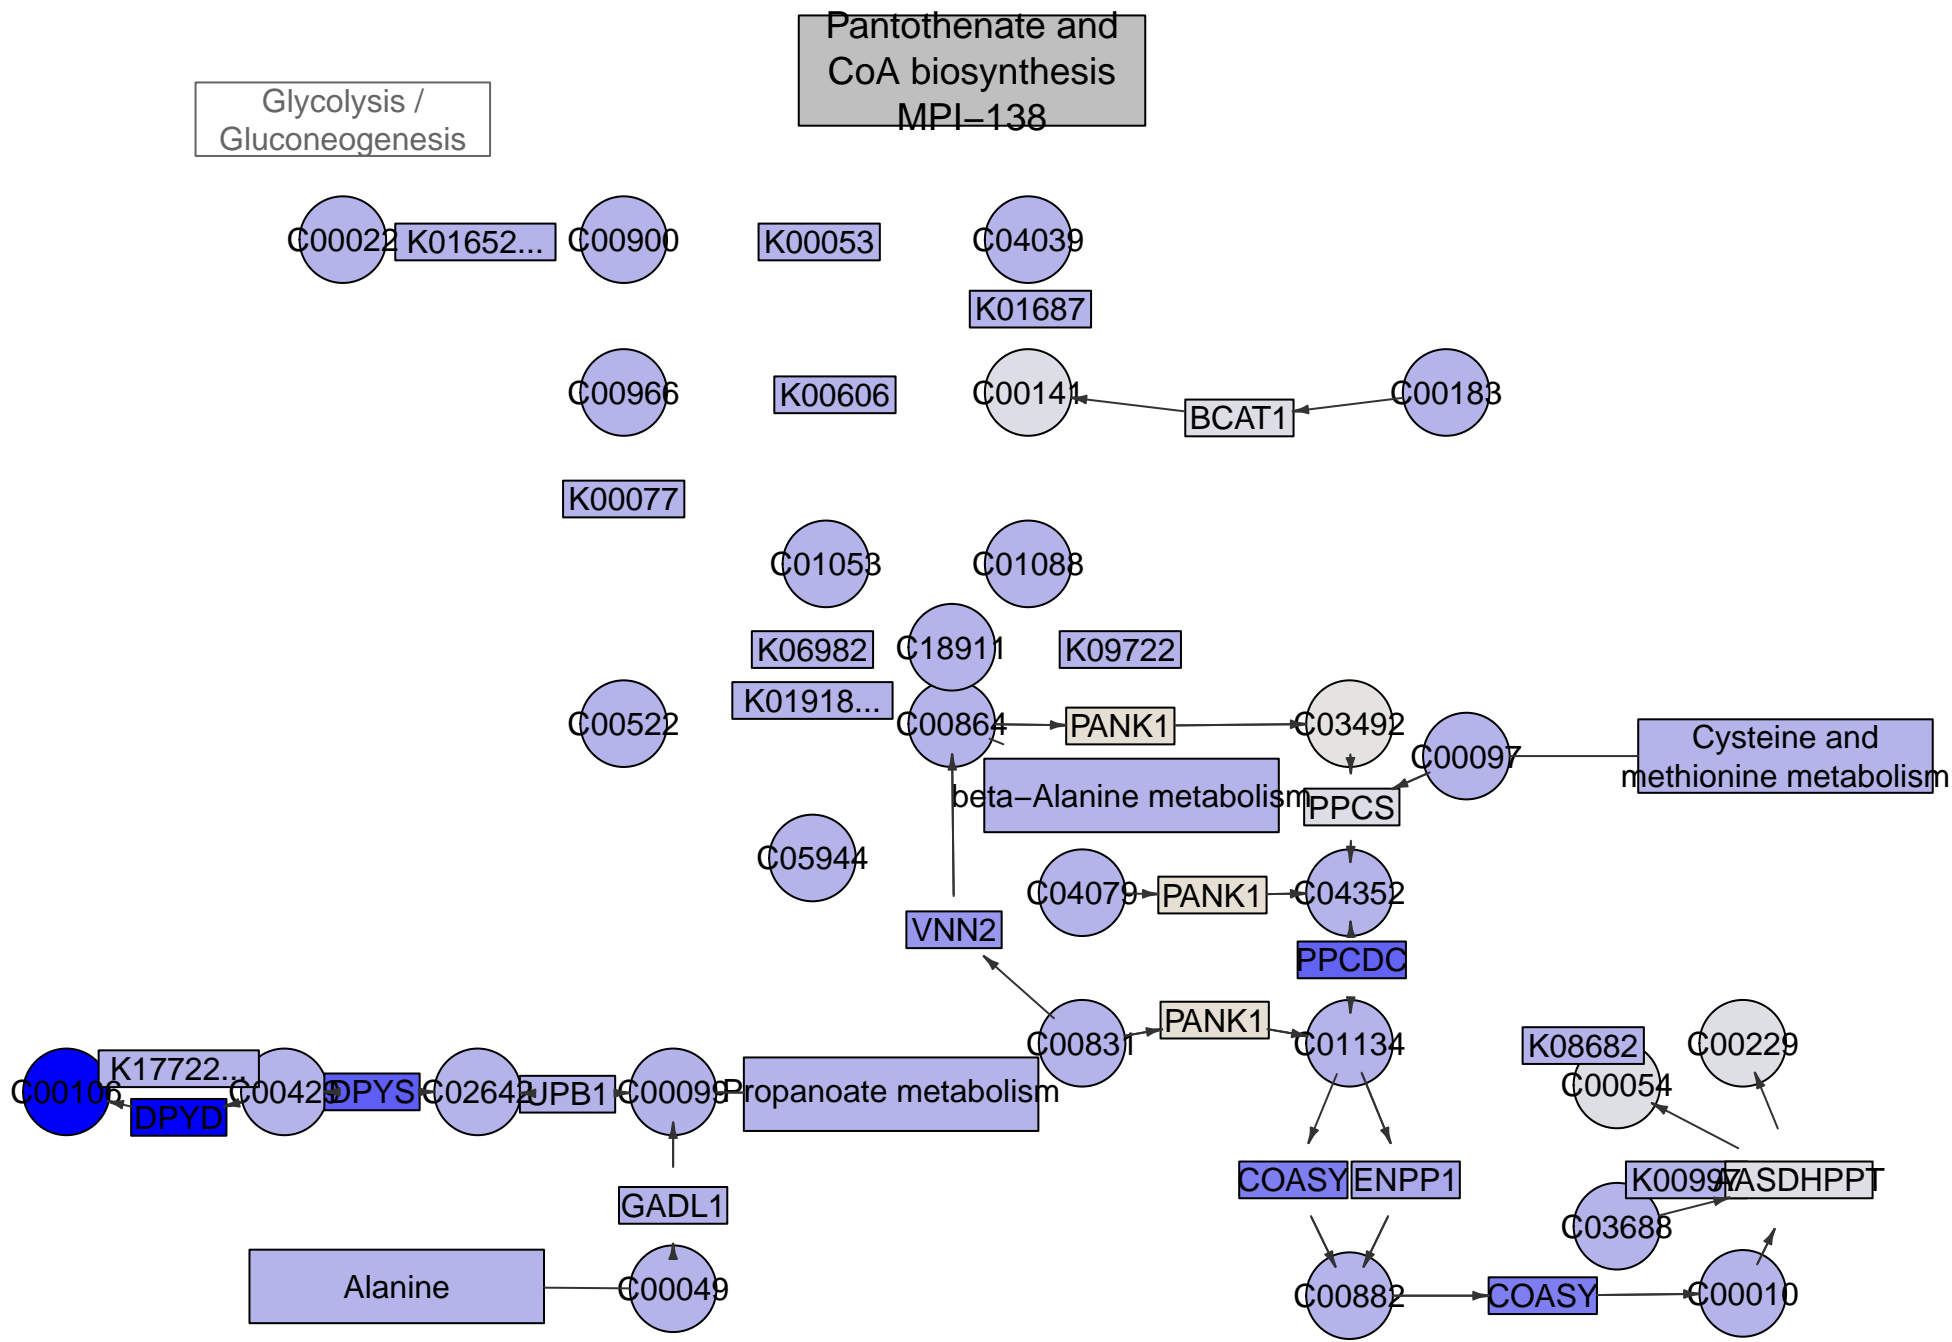 Pantothenate and
CoA biosynthesis
MPI−138
Glycolysis /
Gluconeogenesis
C00022
K01652...
C00900
K00053
C04039
K01687
C00966
K00606
C00141
BCAT1
C00183
K00077
C01053
C01088
K06982
C18911
K09722
K01918...
C00522
C00864
PANK1
C03492
C00097
Cysteine and
methionine metabolism
beta−Alanine metabolism
PPCS
C05944
C04079
PANK1
C04352
VNN2
PPCDC
C00831
PANK1
C01134
K08682
C00229
C00054
K17722...
C00106
DPYD
C00429
DPYS
C02642
UPB1
C00099
Propanoate metabolism
COASY
ENPP1
K00997
AASDHPPT
GADL1
C03688
Alanine
C00049
C00882
COASY
C00010